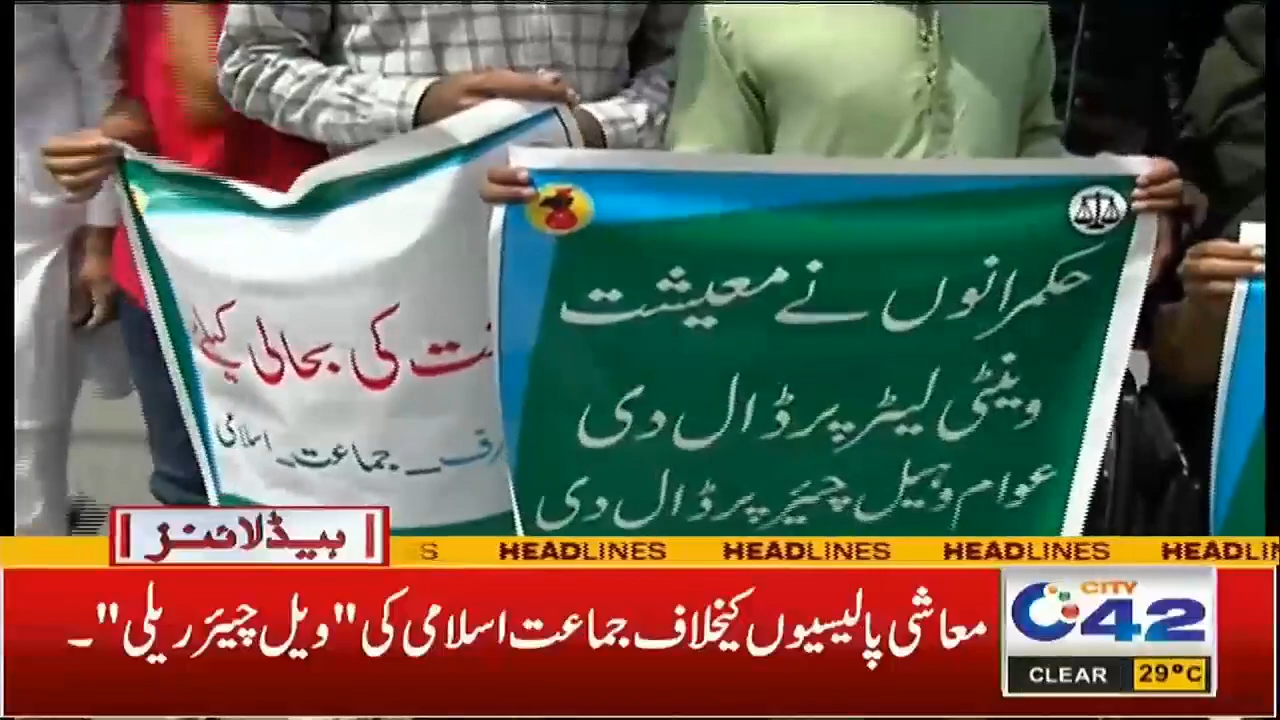 حکمرانوں نے معیشت
وینٹی لیٹر پر ڈال دی
عوام وہیل چیئر پر ڈال دی
کی بحالی کیلئے
جماعت اسلامی
ہیڈلائنز
HEADLINES HEADLINES HEADLINES
معاشی پالیسیوں کیخلاف جماعت اسلامی کی "ویل چیئر ریلی"۔
CITY
42
CLEAR 29°C